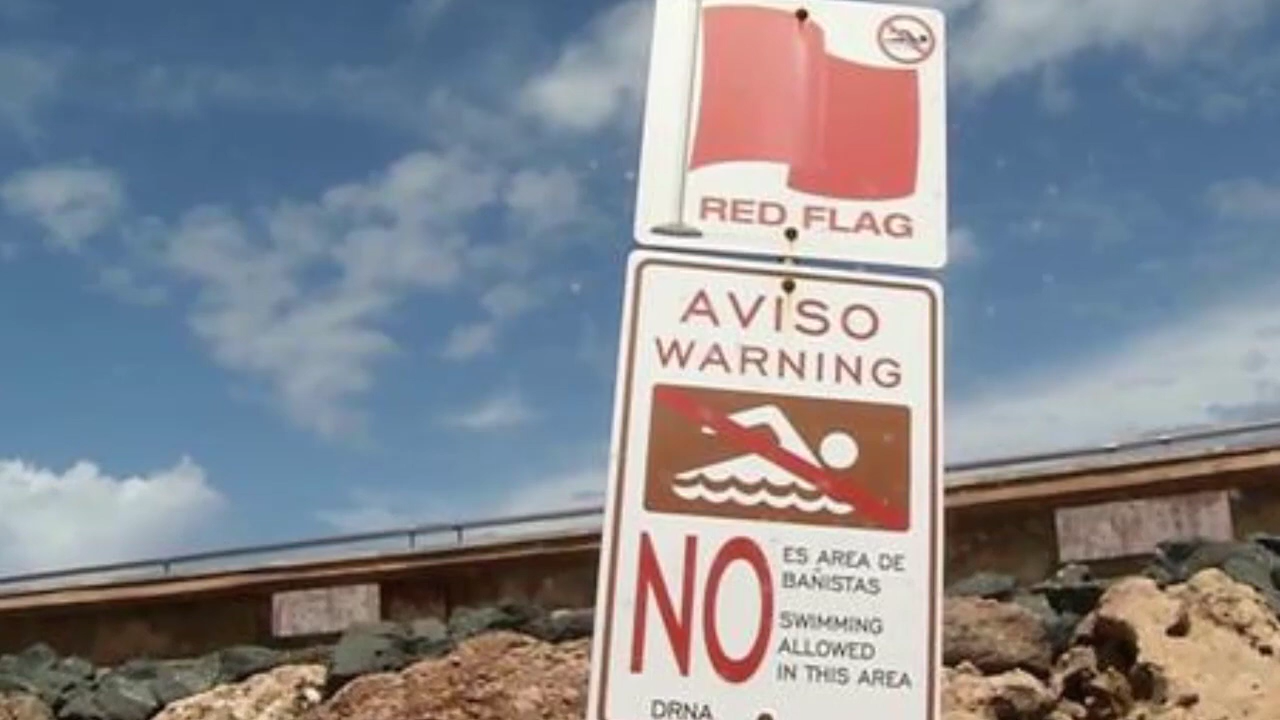 RED FLAG
AVISO
WARNING
NO
ES AREA DE
BAÑISTAS
SWIMMING
ALLOWED
IN THIS AREA
DRNA